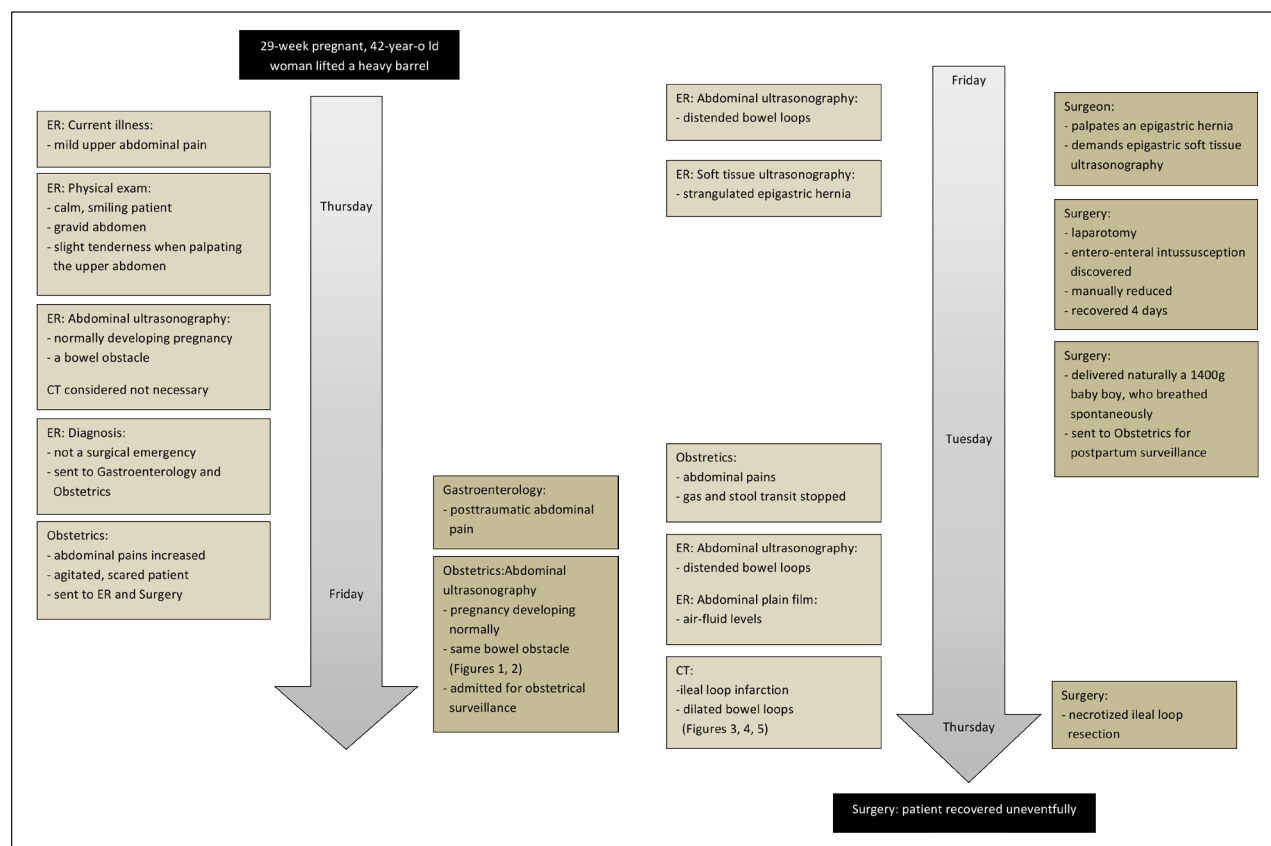 29-week pregnant, 42-year-o ld
woman lifted a heavy barrel
ER: Current illness:
- mild upper abdominal pain
ER: Physical exam:
- calm, smiling patient
- gravid abdomen
- slight tenderness when palpating
the upper abdomen
Thursday
ER: Abdominal ultrasonography:
- normally developing pregnancy
- a bowel obstacle
CT considered not necessary
ER: Diagnosis:
- not a surgical emergency
- sent to Gastroenterology and
Obstetrics
Gastroenterology:
- posttraumatic abdominal
pain
Obstetrics:
- abdominal pains increased
- agitated, scared patient
- sent to ER and Surgery
Friday
Obstetrics:Abdominal
ultrasonography
- pregnancy developing
normally
- same bowel obstacle
(Figures 1, 2)
- admitted for obstetrical
surveillance
Friday
ER: Abdominal ultrasonography:
- distended bowel loops
Surgeon:
- palpates an epigastric hernia
- demands epigastric soft tissue
ultrasonography
ER: Soft tissue ultrasonography:
- strangulated epigastric hernia
Surgery:
- laparotomy
- entero-enteral intussusception
discovered
- manually reduced
- recovered 4 days
Surgery:
- delivered naturally a 1400g
baby boy, who breathed
spontaneously
- sent to Obstetrics for
postpartum surveillance
Tuesday
Obstretics:
- abdominal pains
- gas and stool transit stopped
ER: Abdominal ultrasonography:
- distended bowel loops
ER: Abdominal plain film:
- air-fluid levels
CT:
-ileal loop infarction
- dilated bowel loops
(Figures 3, 4, 5)
Thursday
Surgery:
- necrotized ileal loop
resection
Surgery: patient recovered uneventfully